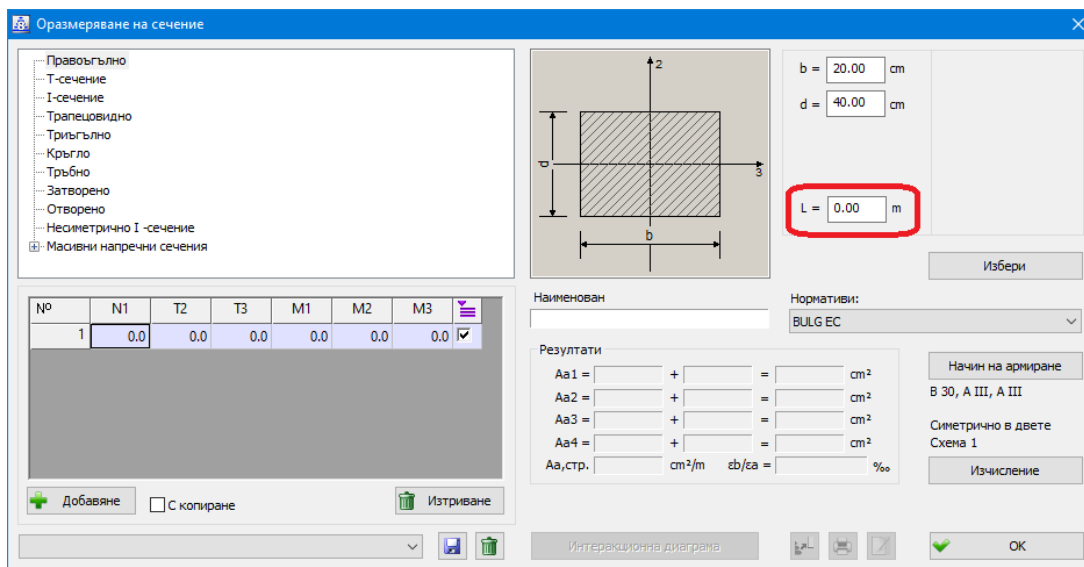 Оразмеряване на сечение
Правоъгълно
Т-сечение
I-сечение
Трапецовидно
Триъгълно
Кръгло
Тръбно
Затворено
Отворено
Несиметрично I -сечение
Масивни напречни сечения
2
3
d
b
b = 20.00 cm
d = 40.00 cm
L = 0.00 m
Избери
№ N1 T2 T3 M1 M2 M3
1 0.0 0.0 0.0 0.0 0.0 0.0
Добавяне
С копиране
Изтриване
Наименован
Нормативи:
BULG EC
Резултати
Aa1 = + = cm²
Aa2 = + = cm²
Aa3 = + = cm²
Aa4 = + = cm²
Aa,стр. cm²/m εb/εa = ‰
Начин на армиране
B 30, A III, A III
Симетрично в двете
Схема 1
Изчисление
Интеракционна диаграма
OK